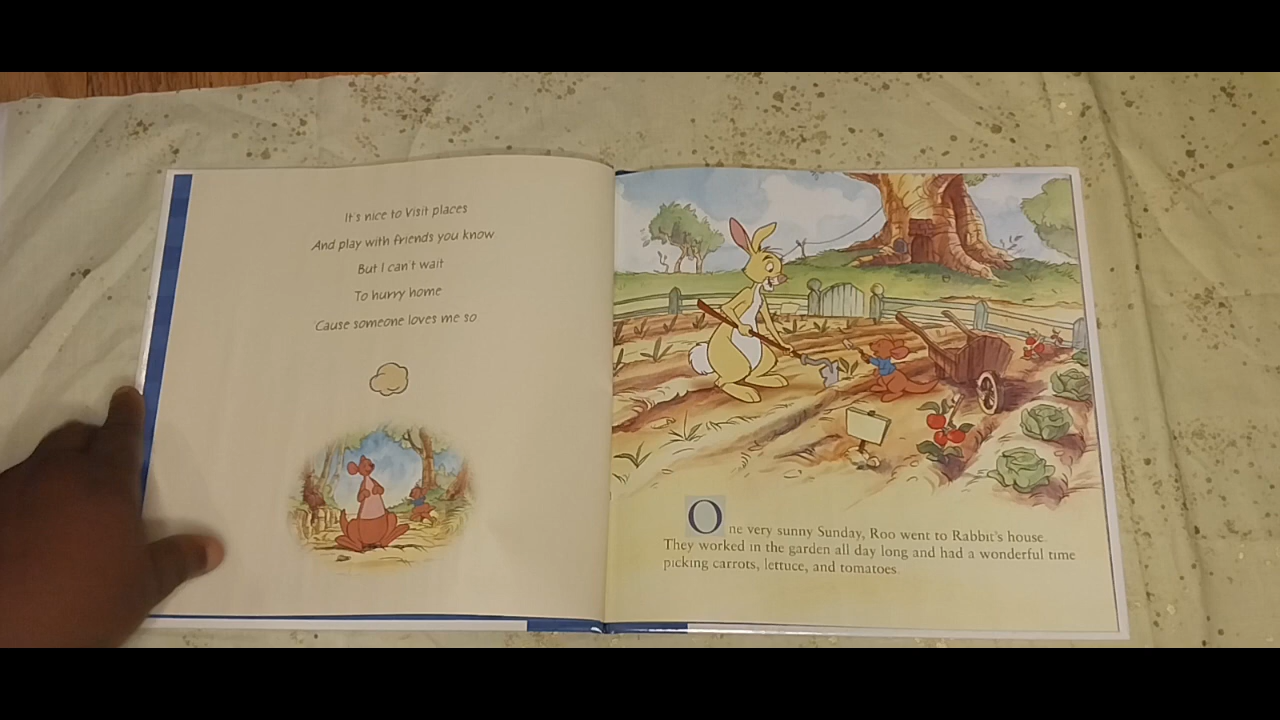 It's nice to Visit places
And play with friends you know
But I can't wait
To hurry home
'Cause someone loves me so
One very sunny Sunday, Roo went to Rabbit's house.
They worked in the garden all day long and had a wonderful time
picking carrots, lettuce, and tomatoes.